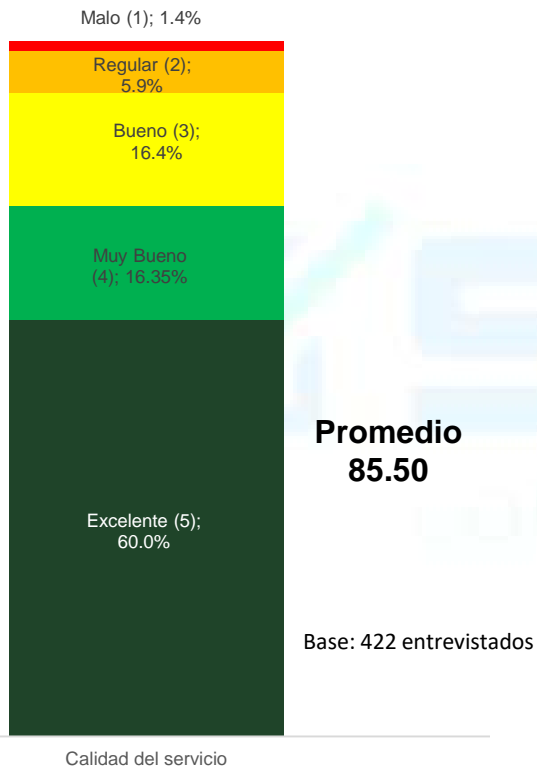 Malo (1); 1.4%
Regular (2);
5.9%
Bueno (3);
16.4%
Muy Bueno
(4); 16.35%
Promedio
85.50
Excelente (5);
60.0%
Base: 422 entrevistados
Calidad del servicio